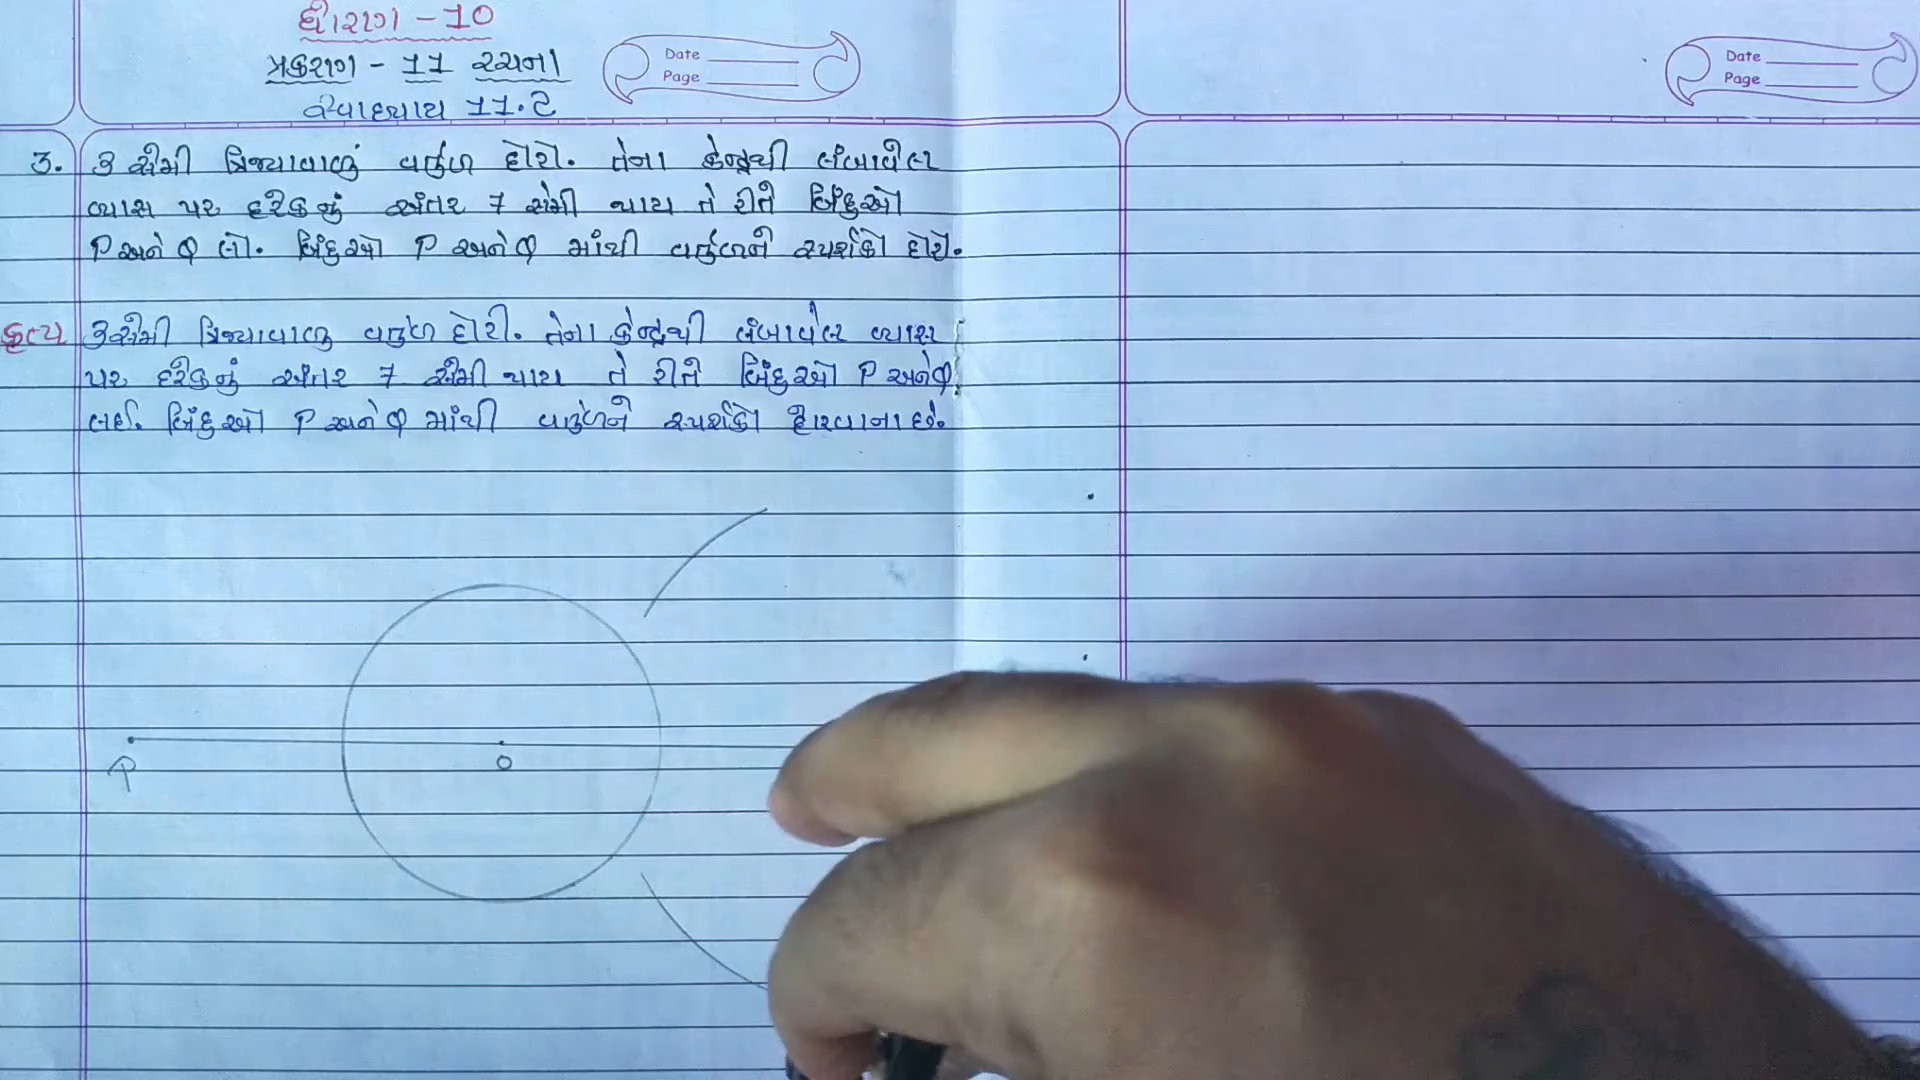 ધોરણ - 10
પ્રકરણ - 11 રચના
સ્વાધ્યાય 11.2
Date
Page
Date
Page
3. 3 સેમી ત્રિજ્યાવાળું વર્તુળ દોરો. તેના કેન્દ્રથી લંબાવેલ
વ્યાસ પર દરેકનું અંતર 7 સેમી થાય તે રીતે બિંદુઓ
P અને Q લો. બિંદુઓ P અને Q માંથી વર્તુળને સ્પર્શકો દોરો.
કૃત્ય 3 સેમી ત્રિજ્યાવાળુ વર્તુળ દોરી. તેના કેન્દ્રથી લંબાવેલ વ્યાસ
પર દરેકનું અંતર 7 સેમી થાય તે રીતે બિંદુઓ P અને Q
લઈ. બિંદુઓ P અને Q માંથી વર્તુળને સ્પર્શકો દોરવાના છે.
P
O